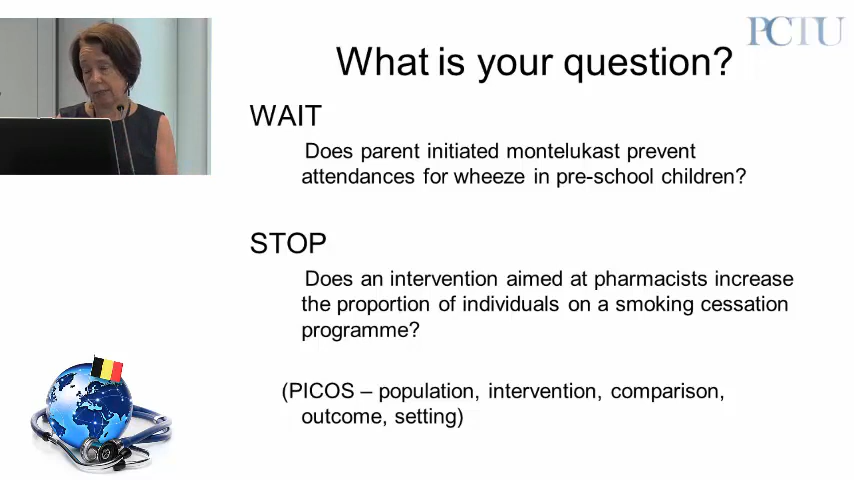 PCTU
What is your question?
WAIT
Does parent initiated montelukast prevent
attendances for wheeze in pre-school children?
STOP
Does an intervention aimed at pharmacists increase
the proportion of individuals on a smoking cessation
programme?
(PICOS – population, intervention, comparison,
outcome, setting)